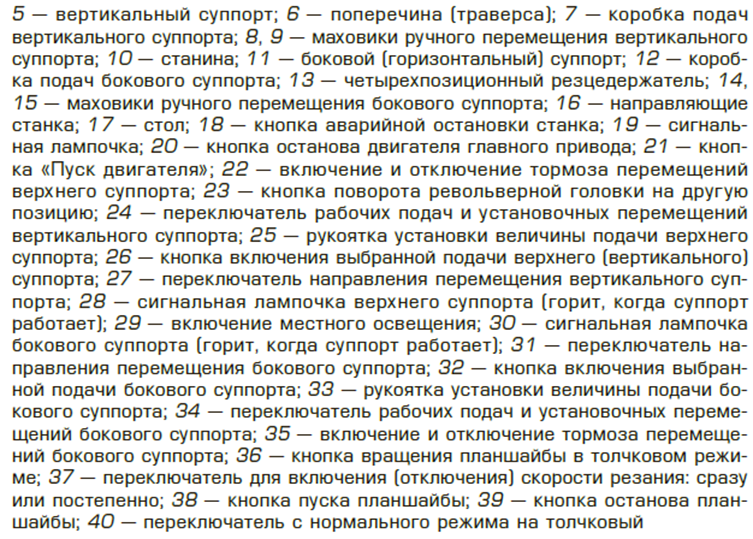 5 — вертикальный суппорт; 6 — поперечина (траверса); 7 — коробка подач
вертикального суппорта; 8, 9 — маховики ручного перемещения вертикального
суппорта; 10 — станина; 11 — боковой (горизонтальный) суппорт; 12 — короб-
ка подач бокового суппорта; 13 — четырехпозиционный резцедержатель; 14,
15 — маховики ручного перемещения бокового суппорта; 16 — направляющие
станка; 17 — стол; 18 — кнопка аварийной остановки станка; 19 — сигналь-
ная лампочка; 20 — кнопка останова двигателя главного привода; 21 — кноп-
ка «Пуск двигателя»; 22 — включение и отключение тормоза перемещений
верхнего суппорта; 23 — кнопка поворота револьверной головки на другую
позицию; 24 — переключатель рабочих подач и установочных перемещений
вертикального суппорта; 25 — рукоятка установки величины подачи верхнего
суппорта; 26 — кнопка включения выбранной подачи верхнего (вертикального)
суппорта; 27 — переключатель направления перемещения вертикального суп-
порта; 28 — сигнальная лампочка верхнего суппорта (горит, когда суппорт
работает); 29 — включение местного освещения; 30 — сигнальная лампочка
бокового суппорта (горит, когда суппорт работает); 31 — переключатель на-
правления перемещения бокового суппорта; 32 — кнопка включения выбран-
ной подачи бокового суппорта; 33 — рукоятка установки величины подачи бо-
кового суппорта; 34 — переключатель рабочих подач и установочных переме-
щений бокового суппорта; 35 — включение и отключение тормоза перемеще-
ний бокового суппорта; 36 — кнопка вращения планшайбы в толчковом режи-
ме; 37 — переключатель для включения (отключения) скорости резания: сразу
или постепенно; 38 — кнопка пуска планшайбы; 39 — кнопка останова план-
шайбы; 40 — переключатель с нормального режима на толчковый